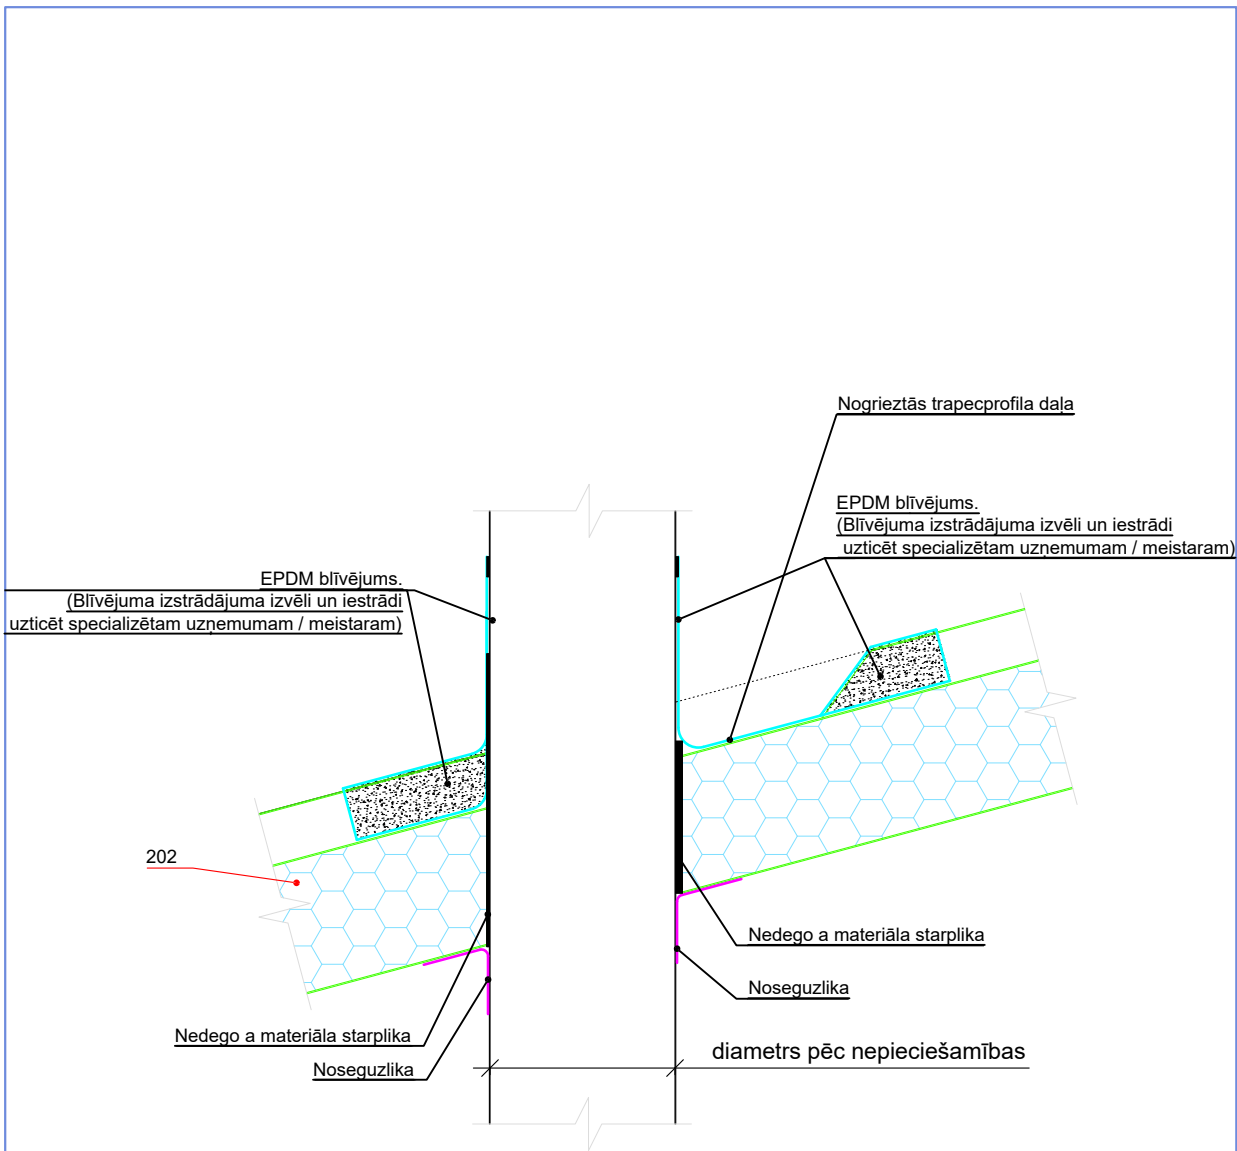 Nogrieztās trapecprofila daļa
EPDM blīvējums.
(Blīvējuma izstrādājuma izvēli un iestrādi
uzticēt specializētam uzņemumam / meistaram)
EPDM blīvējums.
(Blīvējuma izstrādājuma izvēli un iestrādi
uzticēt specializētam uzņemumam / meistaram)
202
Nedego a materiāla starplika
Noseguzlika
Nedego a materiāla starplika
Noseguzlika
diametrs pēc nepieciešamības